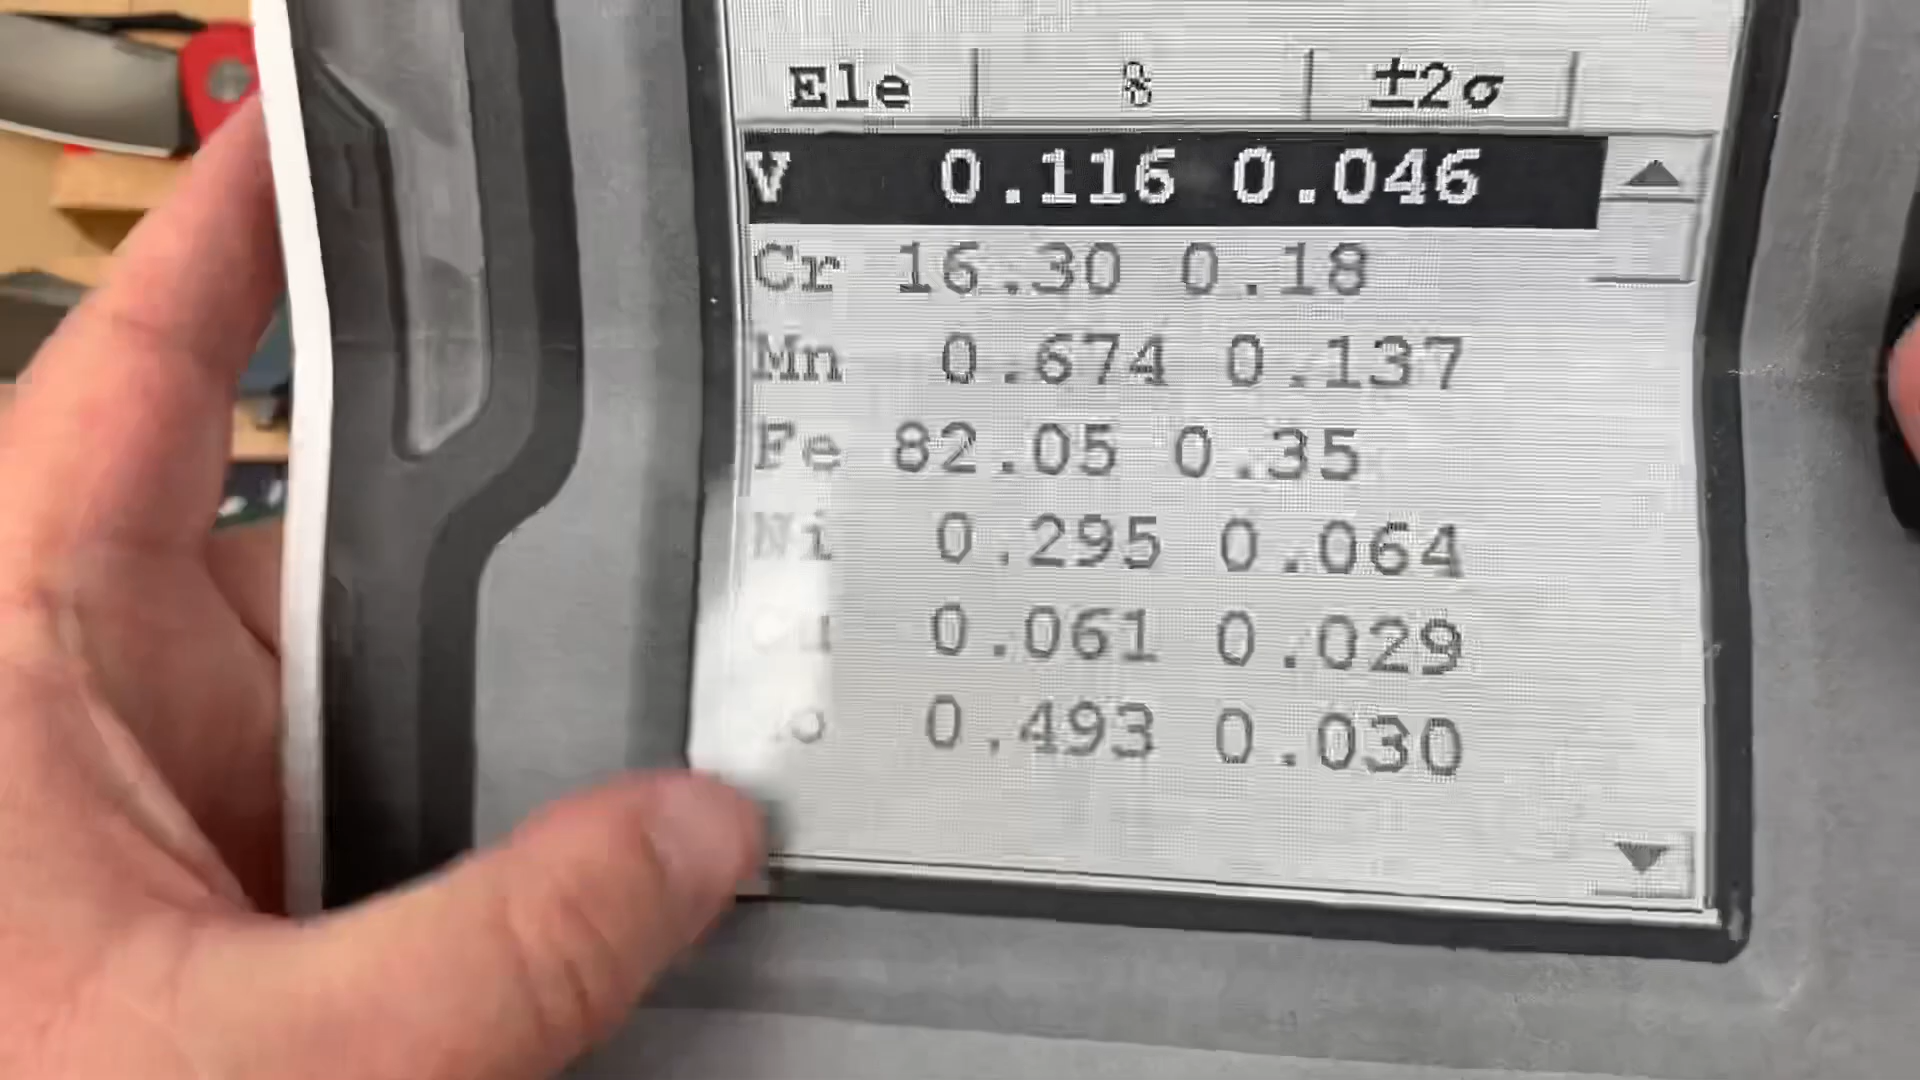 Ele % ±2σ
V 0.116 0.046
Cr 16.30 0.18
Mn 0.674 0.137
Fe 82.05 0.35
Ni 0.295 0.064
0.061 0.029
0.493 0.030